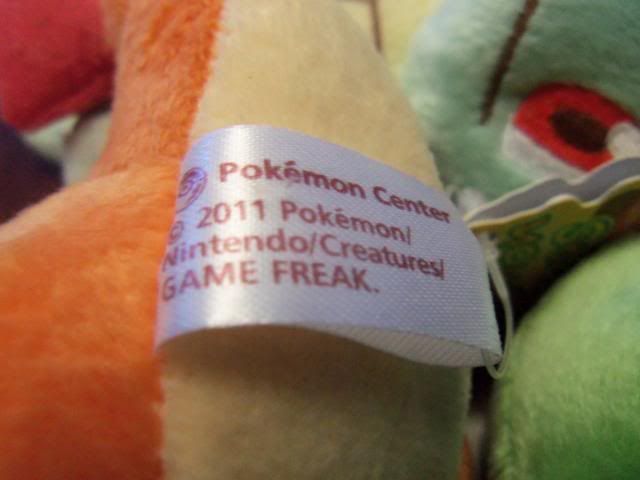 Pokémon Center
© 2011 Pokémon/
Nintendo/Creatures/
GAME FREAK.